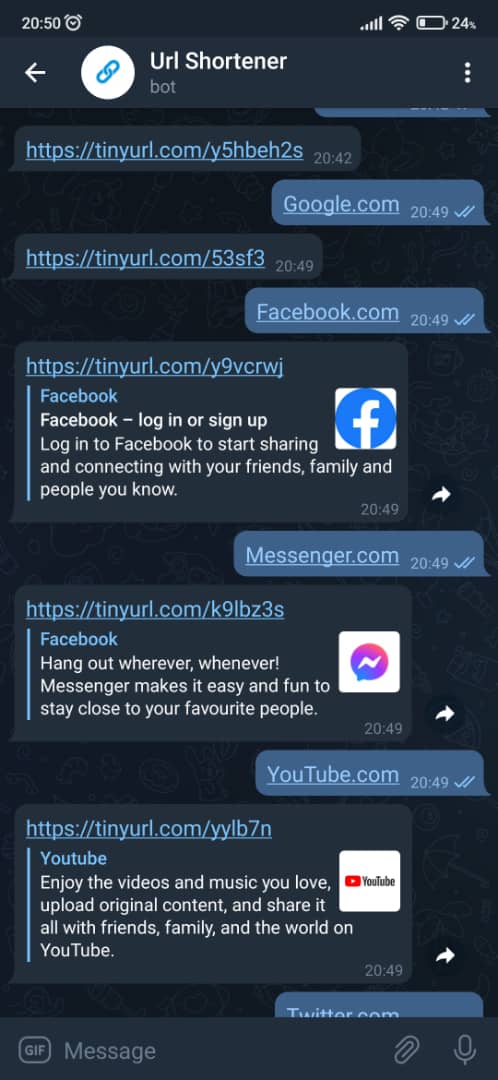 20:50
24%
Url Shortener
bot
https://tinyurl.com/y5hbeh2s 20:42
Google.com 20:49
https://tinyurl.com/53sf3 20:49
Facebook.com 20:49
https://tinyurl.com/y9vcrwj
Facebook
Facebook – log in or sign up
Log in to Facebook to start sharing
and connecting with your friends, family and
people you know.
20:49
Messenger.com 20:49
https://tinyurl.com/k9lbz3s
Facebook
Hang out wherever, whenever!
Messenger makes it easy and fun to
stay close to your favourite people.
20:49
YouTube.com 20:49
https://tinyurl.com/yylb7n
Youtube
Enjoy the videos and music you love,
YouTube
upload original content, and share it
all with friends, family, and the world on
YouTube.
20:49
Twitter.com
GIF Message